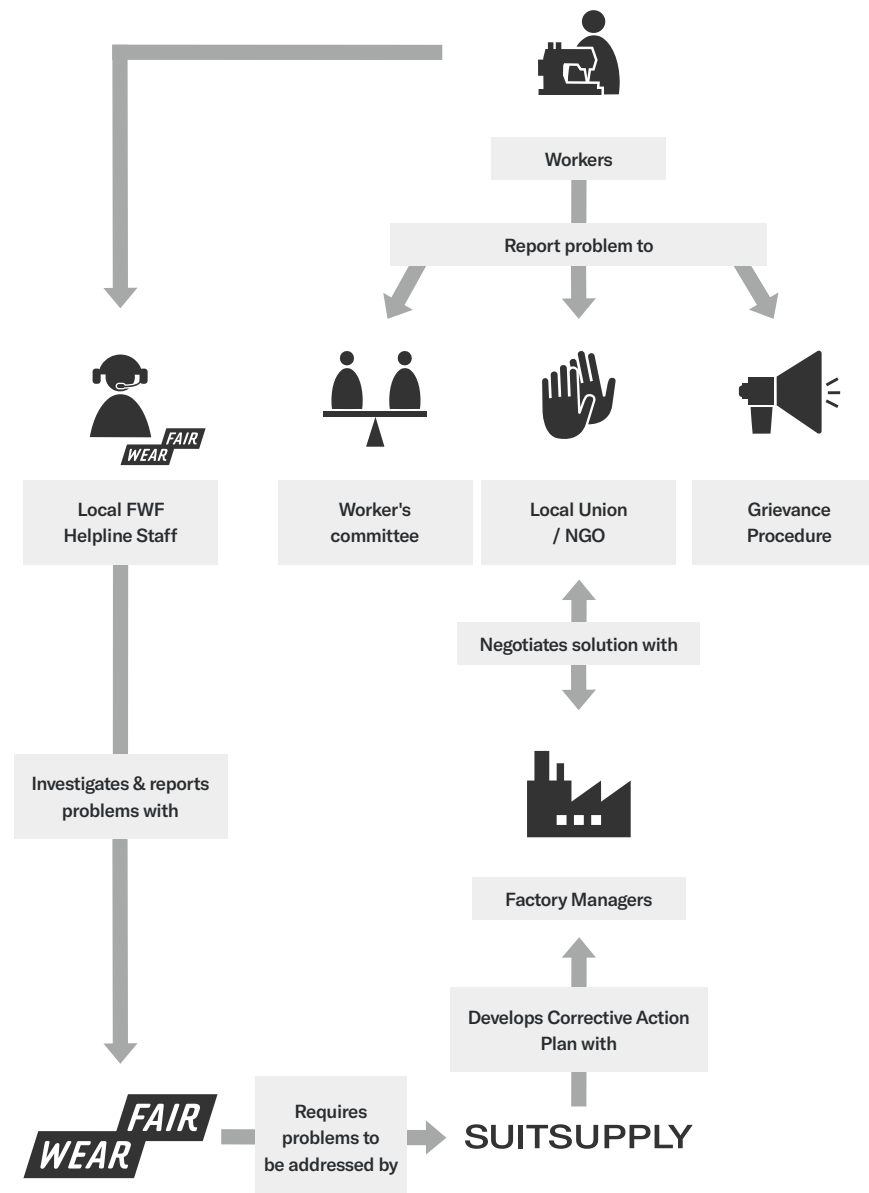 Workers
Report problem to
FAIR
WEAR
Local FWF
Helpline Staff
Worker's
committee
Local Union
/ NGO
Grievance
Procedure
Negotiates solution with
Investigates & reports
problems with
Factory Managers
Develops Corrective Action
Plan with
FAIR
WEAR
Requires
problems to
be addressed by
SUITSUPPLY